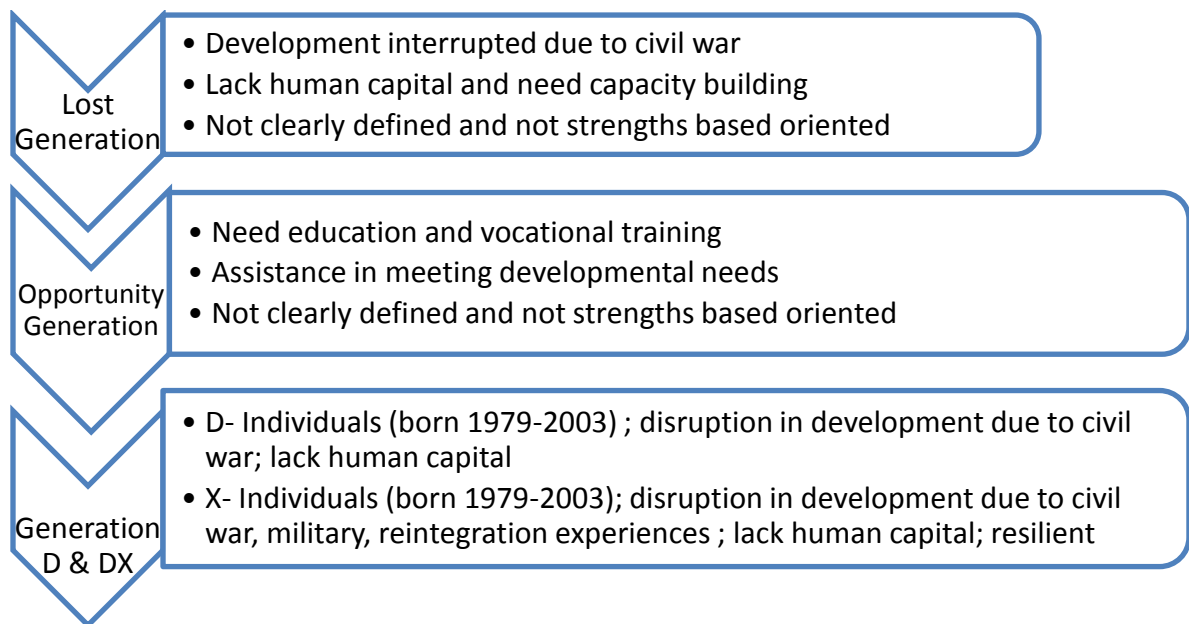 Lost
Generation
• Development interrupted due to civil war
• Lack human capital and need capacity building
• Not clearly defined and not strengths based oriented
Opportunity
Generation
• Need education and vocational training
• Assistance in meeting developmental needs
• Not clearly defined and not strengths based oriented
Generation
D & DX
• D- Individuals (born 1979-2003) ; disruption in development due to civil
war; lack human capital
• X- Individuals (born 1979-2003); disruption in development due to civil
war, military, reintegration experiences ; lack human capital; resilient